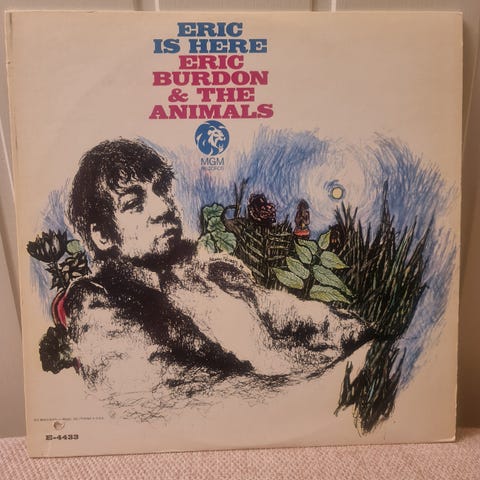 ERIC
IS HERE
ERIC
BURDON
& THE
ANIMALS
MGM
RECORDS
E-4433